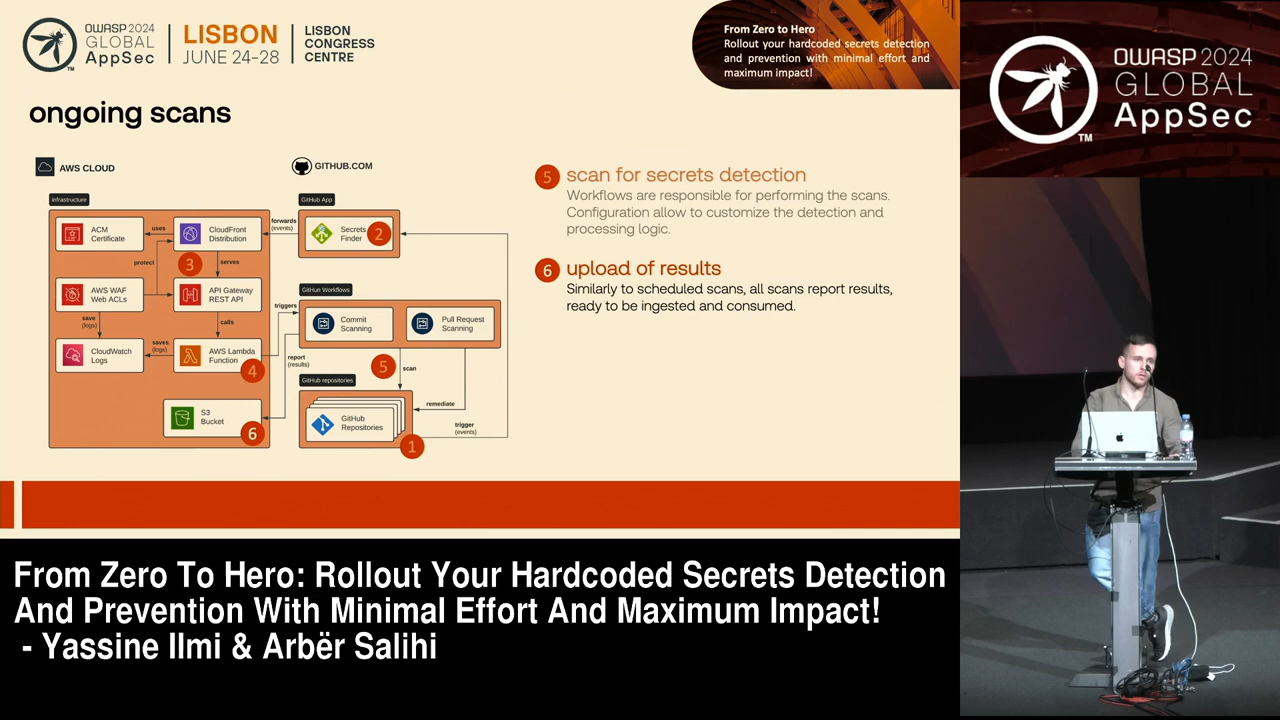 OWASP 2024
GLOBAL
AppSec
TM
LISBON
JUNE 24-28
LISBON
CONGRESS
CENTRE
From Zero to Hero
Rollout your hardcoded secrets detection
and prevention with minimal effort and
maximum impact!
OWASP 2024
GLOBAL
AppSec
TM
ongoing scans
AWS CLOUD
GITHUB.COM
infrastructure
GitHub App
ACM
Certificate
uses
CloudFront
Distribution
forwards
(events)
Secrets
Finder
2
protect
3
serves
AWS WAF
Web ACLs
API Gateway
REST API
GitHun Workflows
triggers
save
(logs)
calls
Commit
Scanning
Pull Request
Scanning
CloudWatch
Logs
saves
(logs)
AWS Lambda
Function
4
report
(results)
5
scan
GitHub repositories
S3
Bucket
6
GitHub
Repositories
remediate
trigger
(events)
1
5 scan for secrets detection
Workflows are responsible for performing the scans.
Configuration allow to customize the detection and
processing logic.
6 upload of results
Similarly to scheduled scans, all scans report results,
ready to be ingested and consumed.
From Zero To Hero: Rollout Your Hardcoded Secrets Detection
And Prevention With Minimal Effort And Maximum Impact!
- Yassine Ilmi & Arbër Salihi